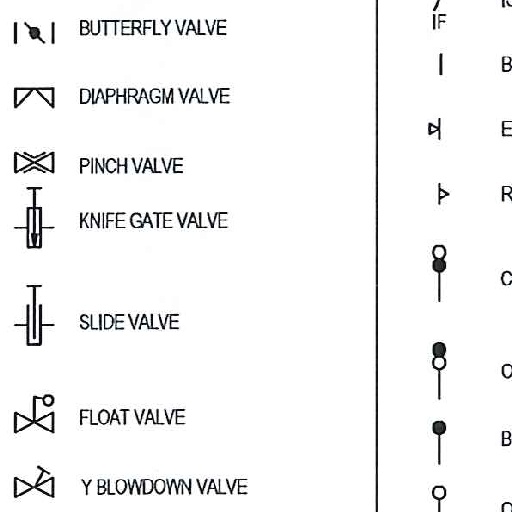 BUTTERFLY VALVE
DIAPHRAGM VALVE
PINCH VALVE
KNIFE GATE VALVE
SLIDE VALVE
FLOAT VALVE
Y BLOWDOWN VALVE
IF
B
E
R
C
O
B